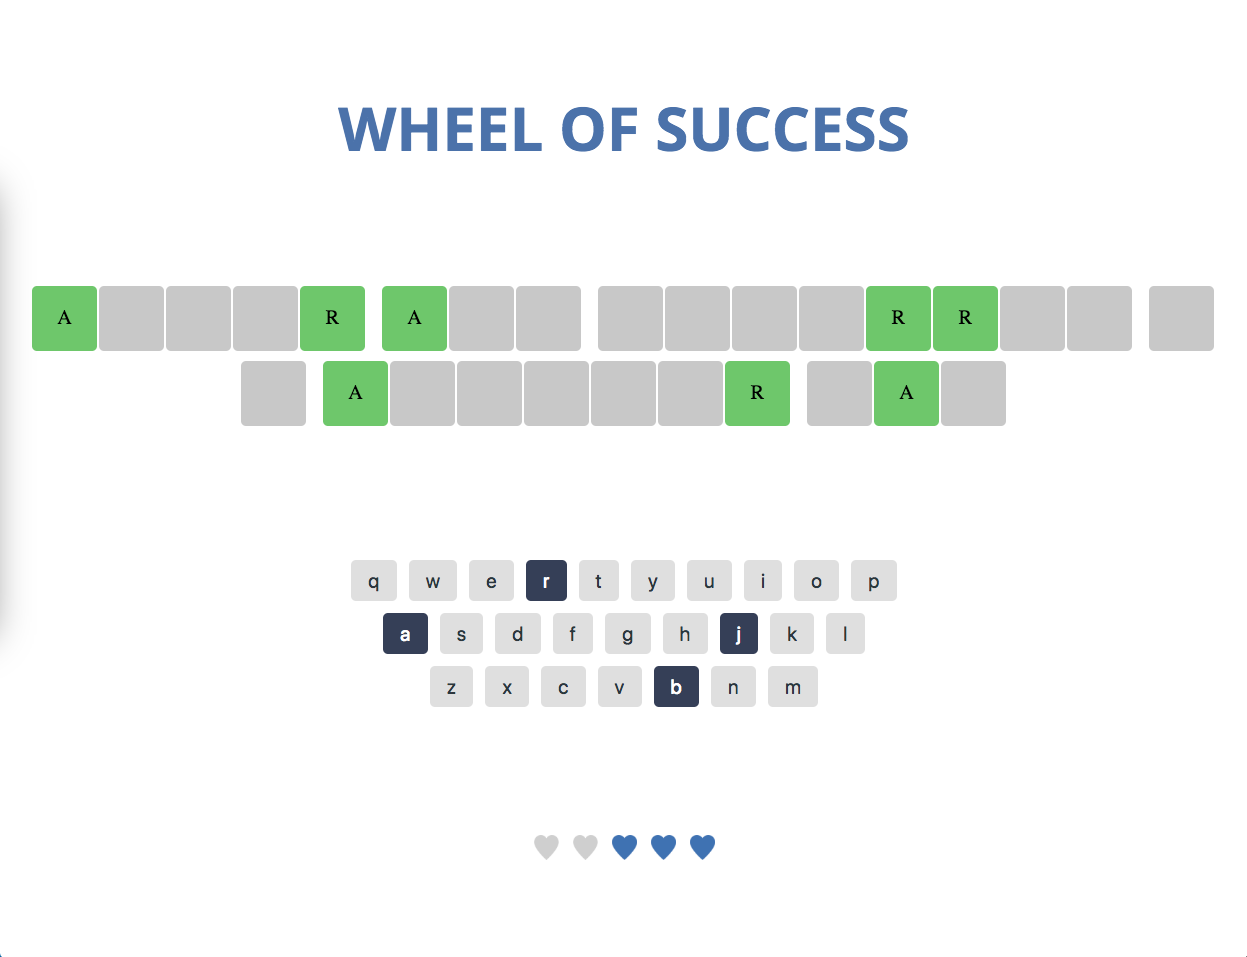 WHEEL OF SUCCESS
A R A R R
A R A
q w e r t y u i o p
a s d f g h j k l
z x c v b n m